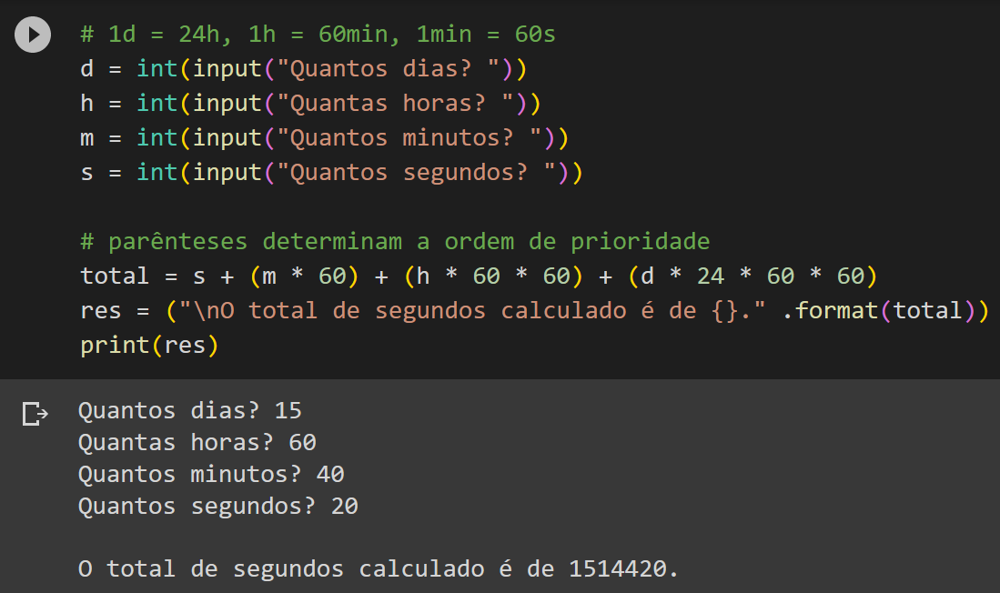 # 1d = 24h, 1h = 60min, 1min = 60s
d = int(input("Quantos dias? "))
h = int(input("Quantas horas? "))
m = int(input("Quantos minutos? "))
s = int(input("Quantos segundos? "))
# parênteses determinam a ordem de prioridade
total = s + (m * 60) + (h * 60 * 60) + (d * 24 * 60 * 60)
res = ("\nO total de segundos calculado é de {}." .format(total))
print(res)
Quantos dias? 15
Quantas horas? 60
Quantos minutos? 40
Quantos segundos? 20
O total de segundos calculado é de 1514420.